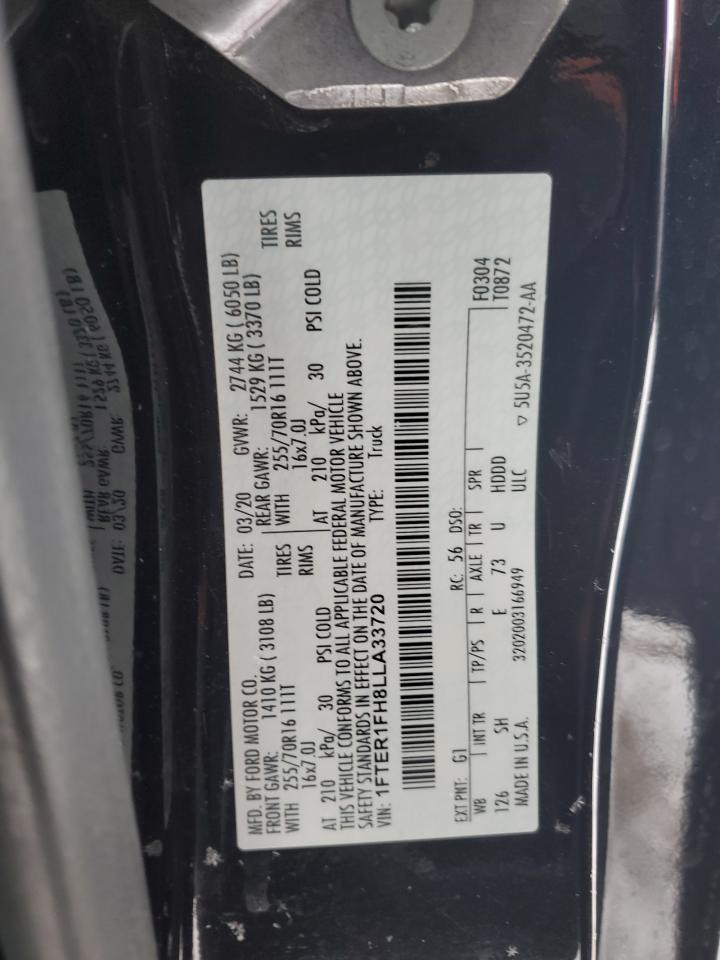 MFD. BY FORD MOTOR CO. DATE: 03/20 GVWR: 2744 KG ( 6050 LB)
FRONT GAWR: 1410 KG ( 3108 LB) REAR GAWR: 1529 KG ( 3370 LB)
WITH 255/70R16 111T TIRES WITH 255/70R16 111T TIRES
16x7.0J RIMS 16x7.0J RIMS
AT 210 kPa/ 30 PSI COLD AT 210 kPa/ 30 PSI COLD
THIS VEHICLE CONFORMS TO ALL APPLICABLE FEDERAL MOTOR VEHICLE
SAFETY STANDARDS IN EFFECT ON THE DATE OF MANUFACTURE SHOWN ABOVE.
VIN: 1FTER1FH8LLA33720 TYPE: Truck
EXT PNT: G1 RC: 56 DSO: F0304
WB INT TR TP/PS R AXLE TR SPR T0872
126 SH E 73 U HDDD
MADE IN U.S.A. 3202003166949 ULC ▽ 5U5A-3520472-AA